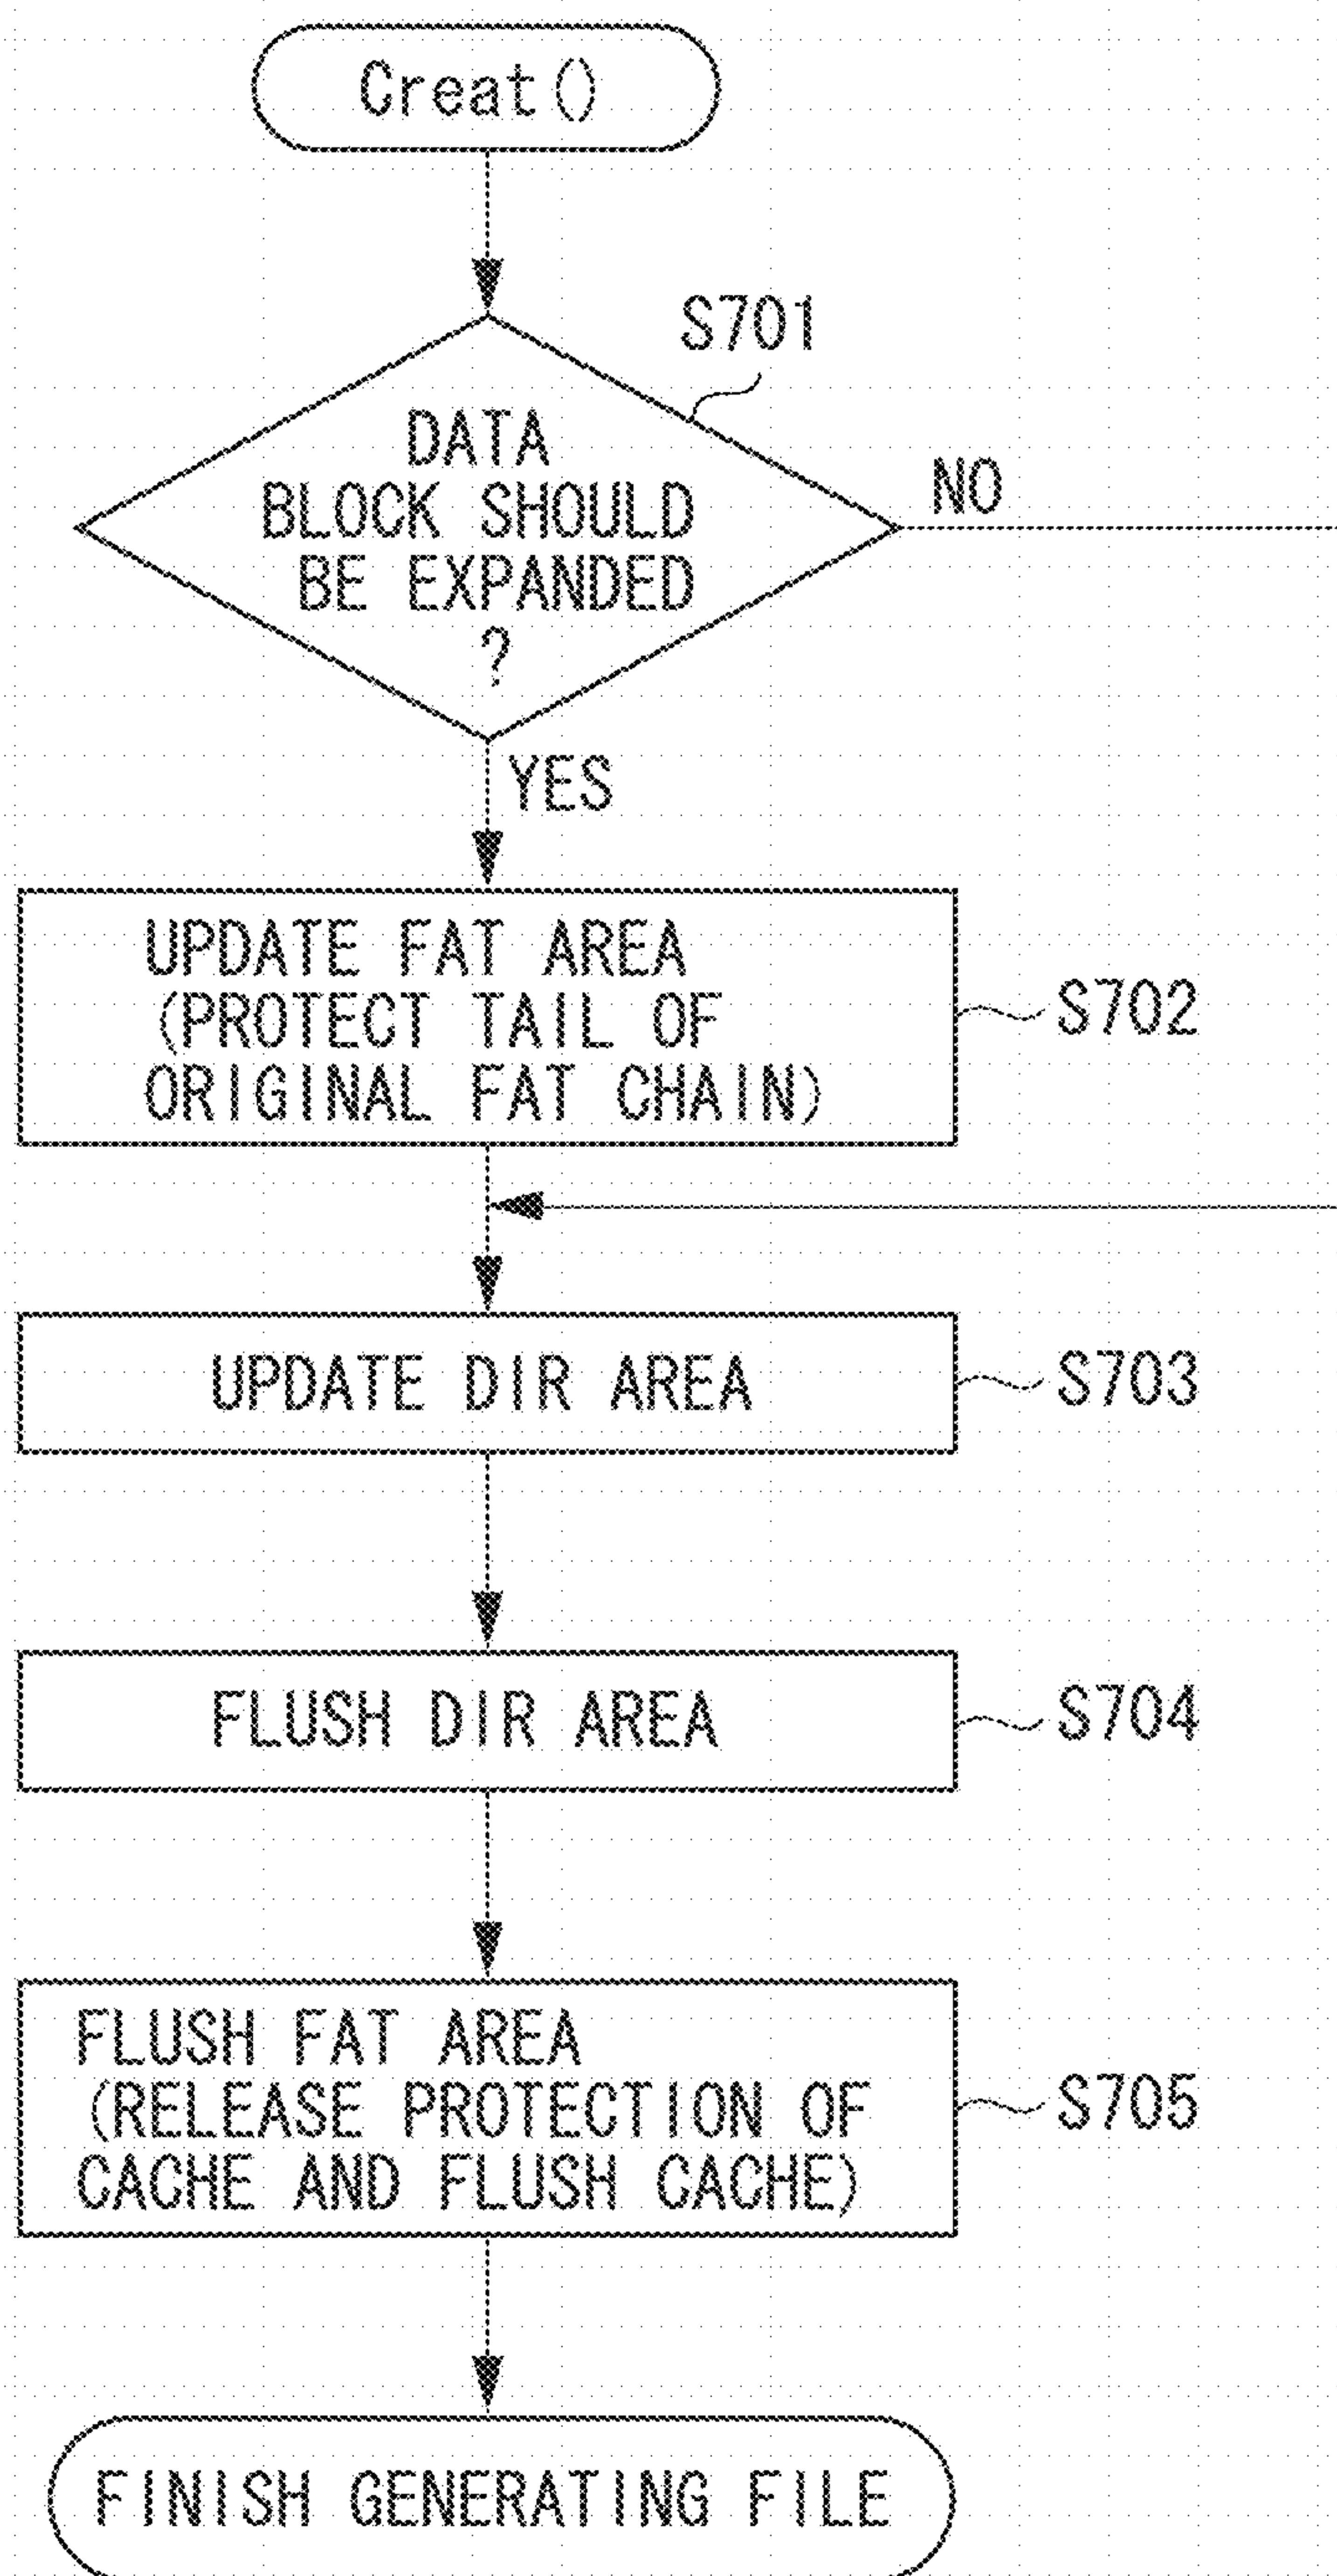 Creat()
S701
DATA
BLOCK SHOULD
BE EXPANDED
?
NO
YES
UPDATE FAT AREA
(PROTECT TAIL OF
ORIGINAL FAT CHAIN)
S702
UPDATE DIR AREA
S703
FLUSH DIR AREA
S704
FLUSH FAT AREA
(RELEASE PROTECTION OF
CACHE AND FLUSH CACHE)
S705
FINISH GENERATING FILE